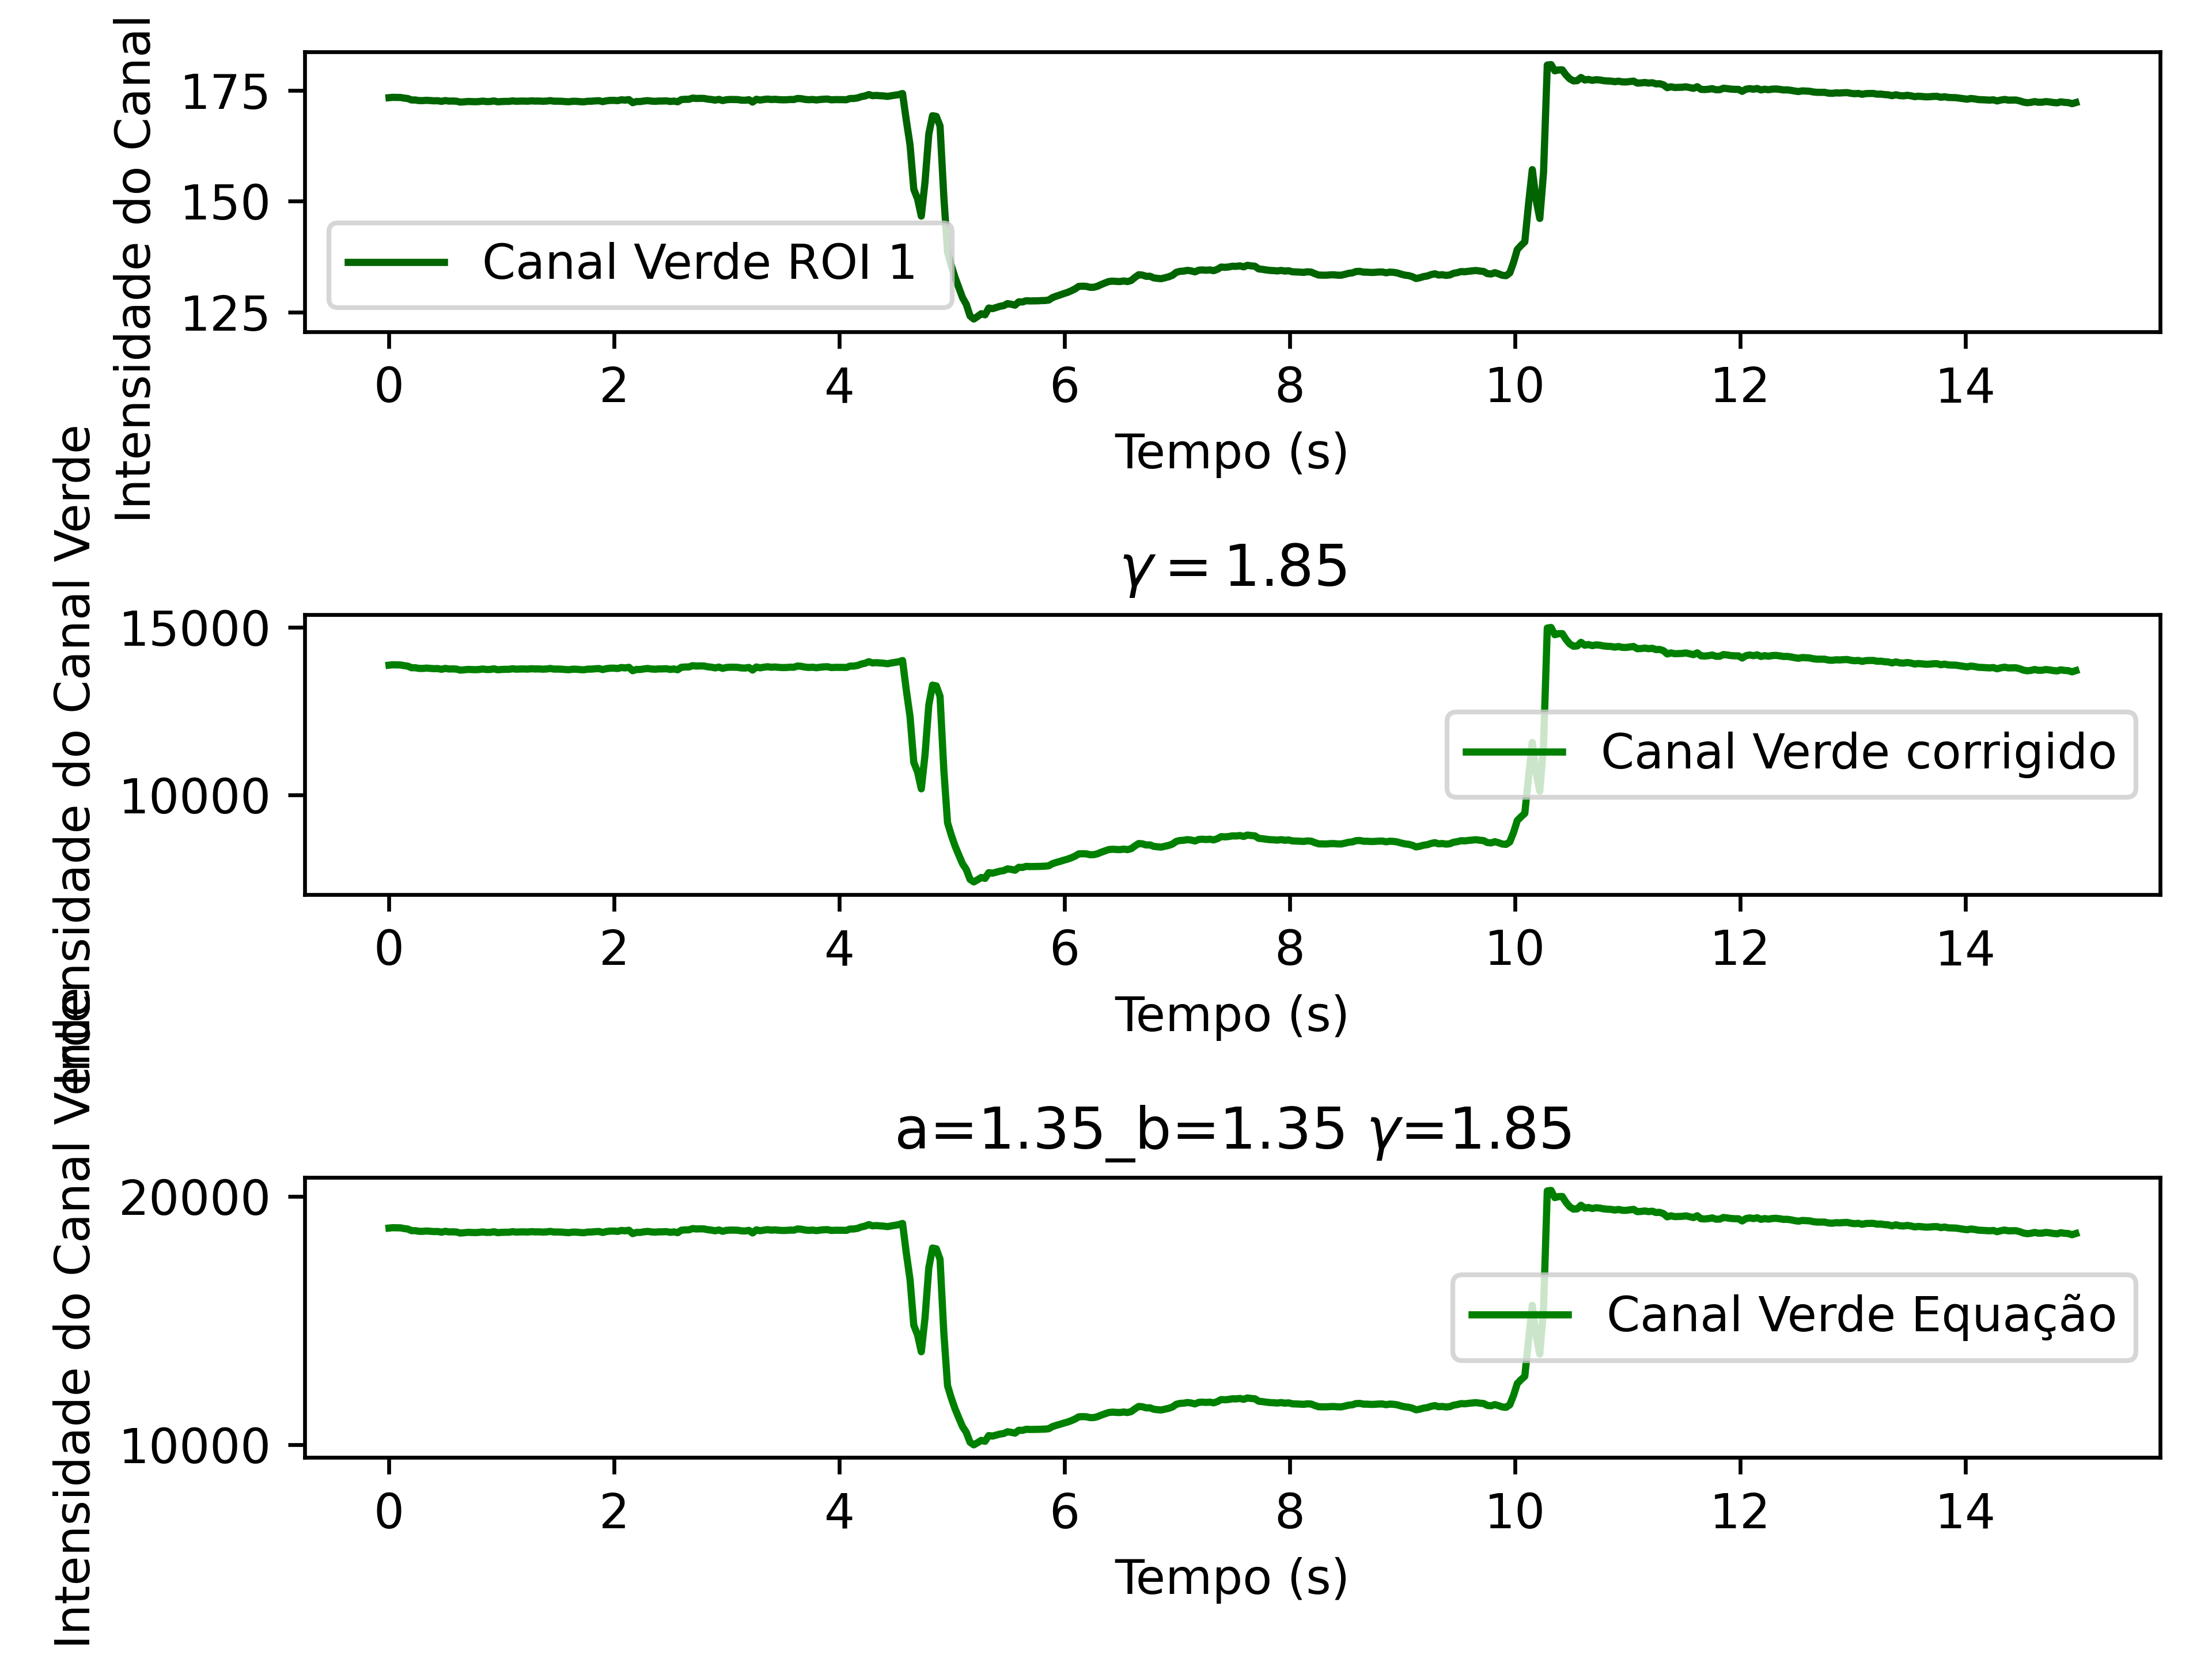 Intensidade do Canal
175
150
125
Canal Verde ROI 1
0 2 4 6 8 10 12 14
Tempo (s)
γ = 1.85
Intensidade do Canal Verde
15000
10000
Canal Verde corrigido
0 2 4 6 8 10 12 14
Tempo (s)
a=1.35_b=1.35 γ=1.85
Intensidade do Canal Verde
20000
10000
Canal Verde Equação
0 2 4 6 8 10 12 14
Tempo (s)